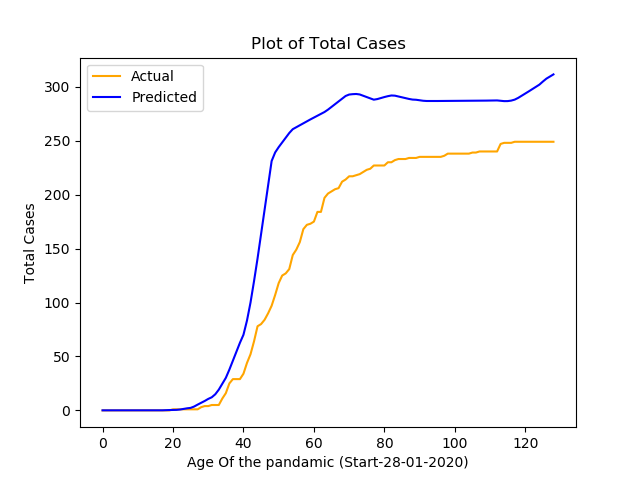 Plot of Total Cases
Actual
Predicted
300
250
200
150
100
50
0
Total Cases
0 20 40 60 80 100 120
Age Of the pandamic (Start-28-01-2020)